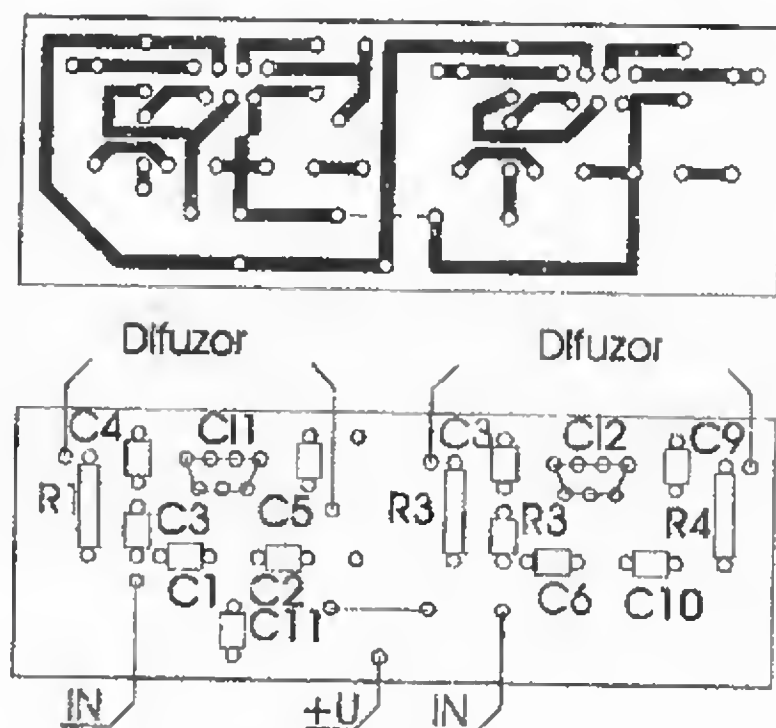 Difuzor Difuzor
C4 CI1 C3 CI2 C9
R1 C3 C5 R3 R3 R4
C1 C2 C6 C10
C11
IN +U IN